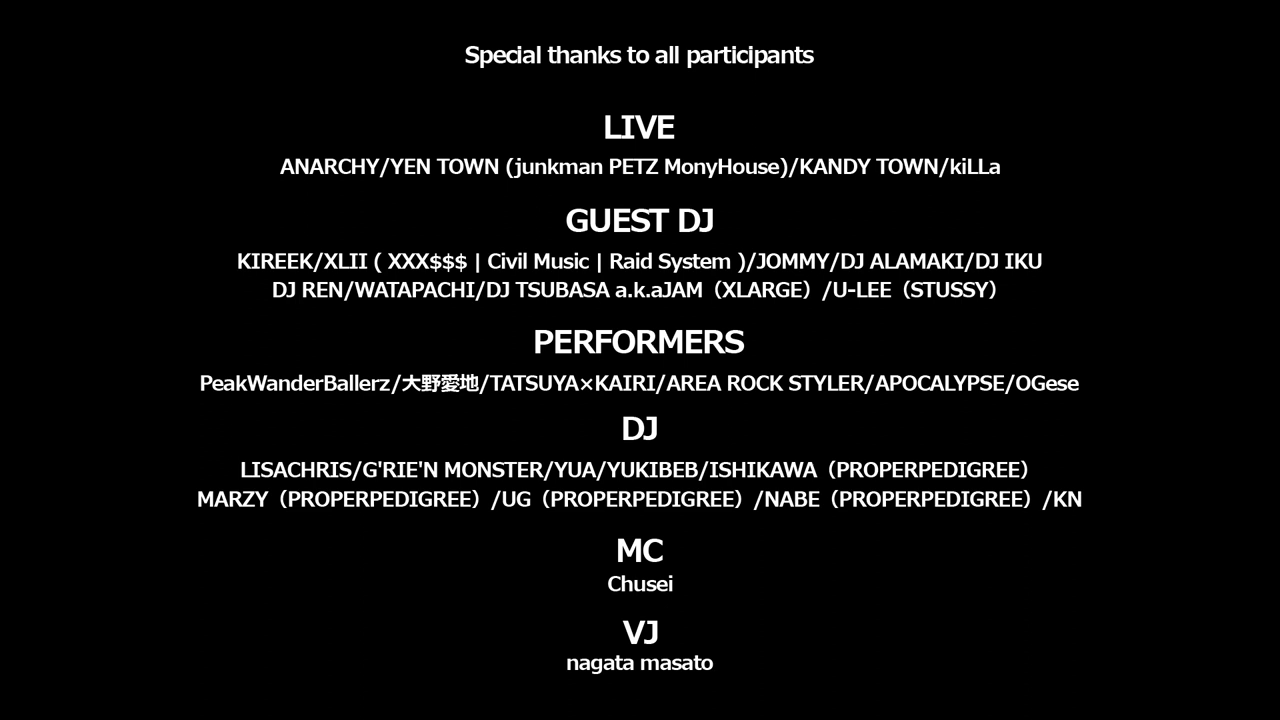 Special thanks to all participants
LIVE
ANARCHY/YEN TOWN (junkman PETZ MonyHouse)/KANDY TOWN/kiLLa
GUEST DJ
KIREEK/XLII ( XXX$$$ | Civil Music | Raid System )/JOMMY/DJ ALAMAKI/DJ IKU
DJ REN/WATAPACHI/DJ TSUBASA a.k.aJAM（XLARGE）/U-LEE（STUSSY）
PERFORMERS
PeakWanderBallerz/大野愛地/TATSUYA×KAIRI/AREA ROCK STYLER/APOCALYPSE/OGese
DJ
LISACHRIS/G'RIE'N MONSTER/YUA/YUKIBEB/ISHIKAWA（PROPERPEDIGREE）
MARZY（PROPERPEDIGREE）/UG（PROPERPEDIGREE）/NABE（PROPERPEDIGREE）/KN
MC
Chusei
VJ
nagata masato